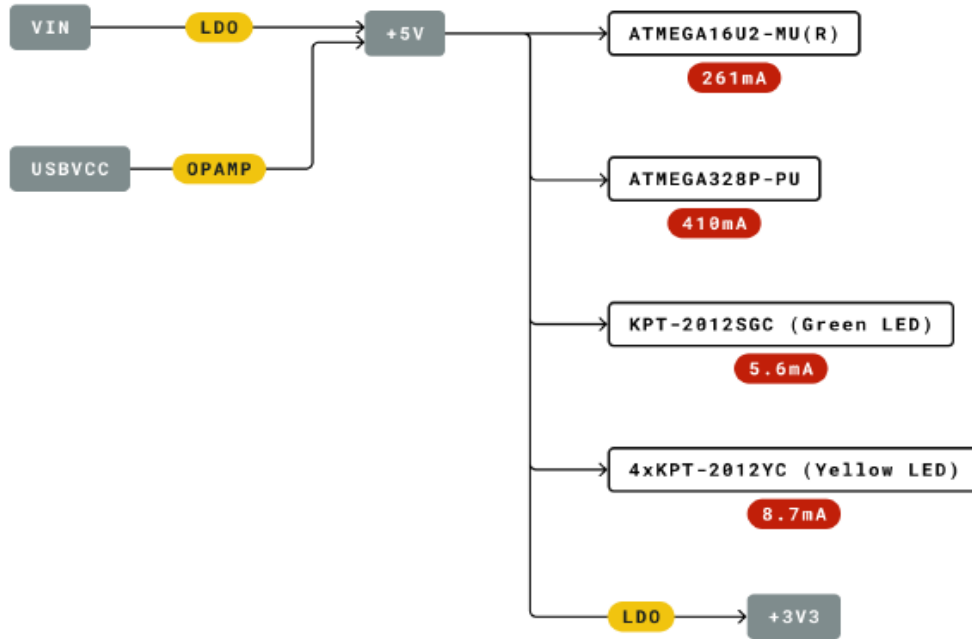 VIN
LDO
+5V
ATMEGA16U2-MU(R)
261mA
USBVCC
OPAMP
ATMEGA328P-PU
410mA
KPT-2012SGC (Green LED)
5.6mA
4xKPT-2012YC (Yellow LED)
8.7mA
LDO
+3V3